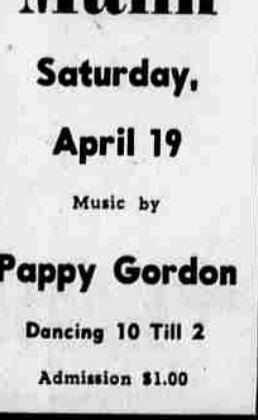 Saturday,
April 19
Music by
Pappy Gordon
Dancing 10 Till 2
Admission $1.00